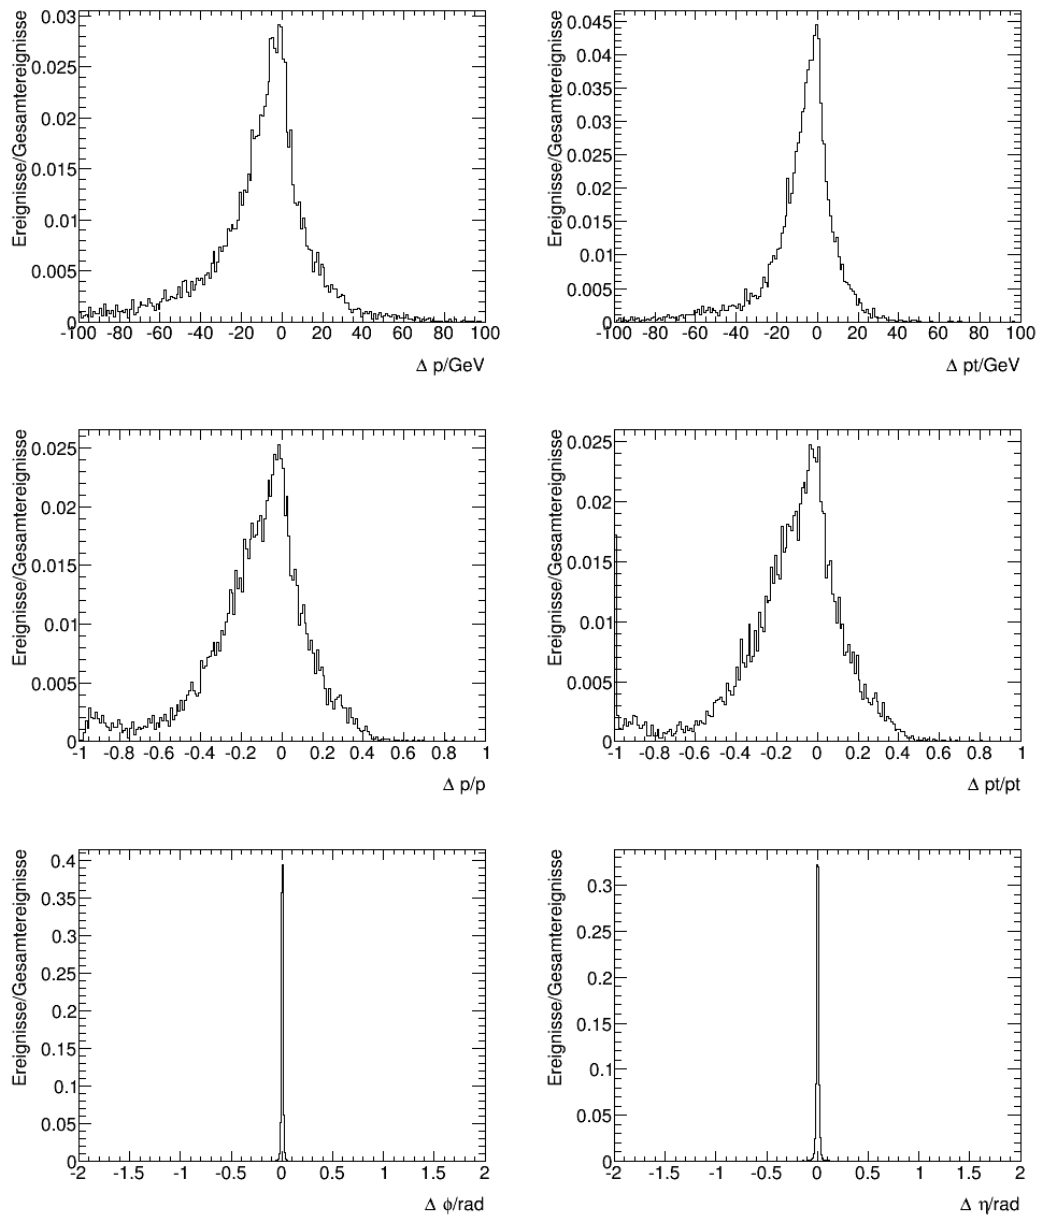 Ereignisse/Gesamtereignisse
0.03
0.025
0.02
0.015
0.01
0.005
0
-100 -80 -60 -40 -20 0 20 40 60 80 100
Δ p/GeV
Ereignisse/Gesamtereignisse
0.045
0.04
0.035
0.03
0.025
0.02
0.015
0.01
0.005
0
-100 -80 -60 -40 -20 0 20 40 60 80 100
Δ pt/GeV
Ereignisse/Gesamtereignisse
0.025
0.02
0.015
0.01
0.005
0
-1 -0.8 -0.6 -0.4 -0.2 0 0.2 0.4 0.6 0.8 1
Δ p/p
Ereignisse/Gesamtereignisse
0.025
0.02
0.015
0.01
0.005
0
-1 -0.8 -0.6 -0.4 -0.2 0 0.2 0.4 0.6 0.8 1
Δ pt/pt
Ereignisse/Gesamtereignisse
0.4
0.35
0.3
0.25
0.2
0.15
0.1
0.05
0
-2 -1.5 -1 -0.5 0 0.5 1 1.5 2
Δ ϕ/rad
Ereignisse/Gesamtereignisse
0.3
0.25
0.2
0.15
0.1
0.05
0
-2 -1.5 -1 -0.5 0 0.5 1 1.5 2
Δ η/rad